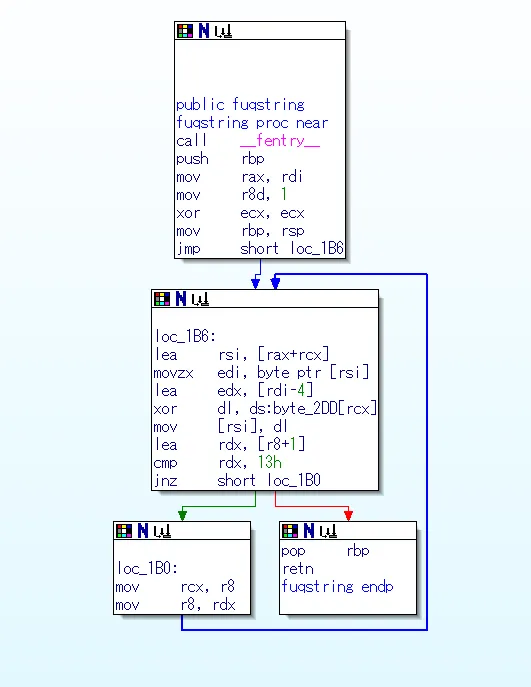 public fuqstring
fuqstring proc near
call __fentry__
push rbp
mov rax, rdi
mov r8d, 1
xor ecx, ecx
mov rbp, rsp
jmp short loc_1B6
loc_1B6:
lea rsi, [rax+rcx]
movzx edi, byte ptr [rsi]
lea edx, [rdi-4]
xor dl, ds:byte_2DD[rcx]
mov [rsi], dl
lea rdx, [r8+1]
cmp rdx, 13h
jnz short loc_1B0
loc_1B0:
mov rcx, r8
mov r8, rdx
pop rbp
retn
fuqstring endp